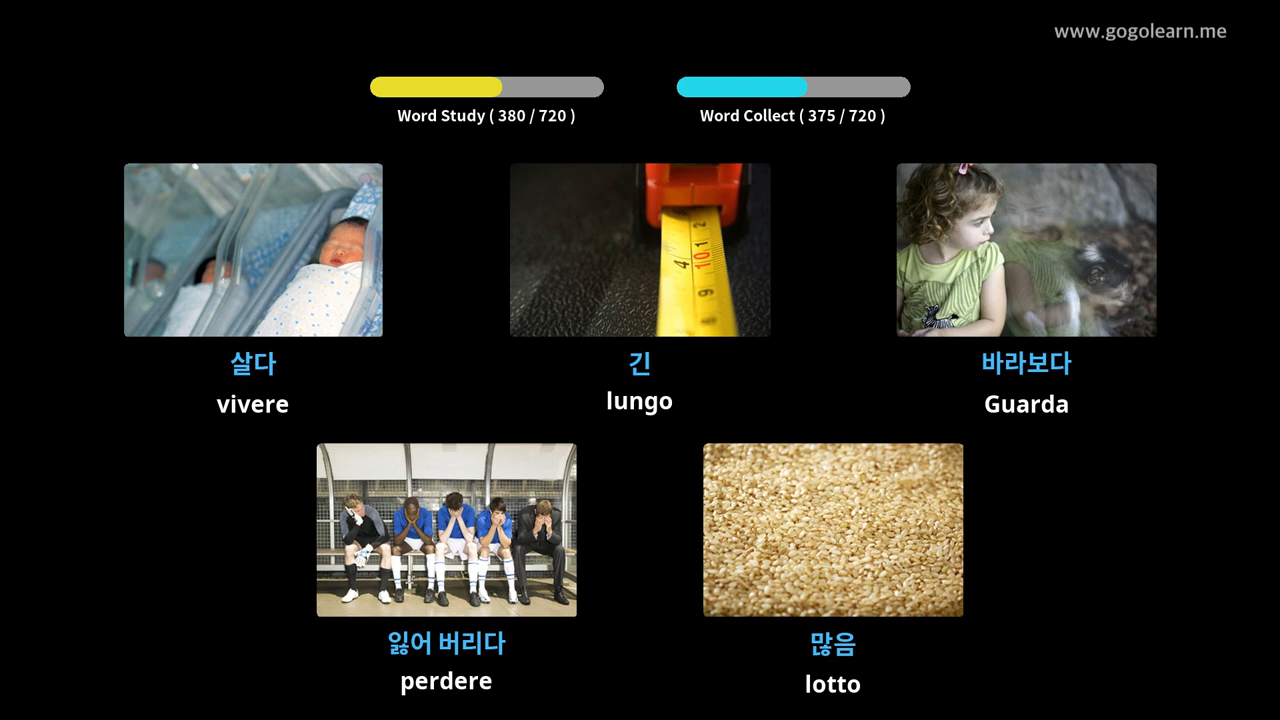 www.gogolearn.me
Word Study ( 380 / 720 )
Word Collect ( 375 / 720 )
살다
vivere
긴
lungo
바라보다
Guarda
잃어 버리다
perdere
많음
lotto